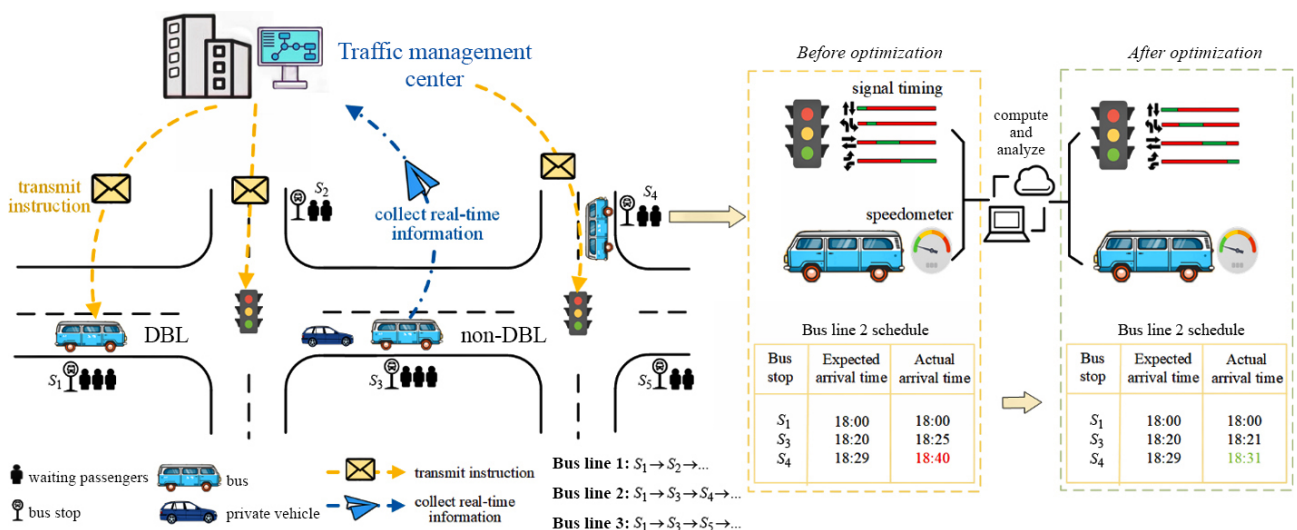 Traffic management
center
transmit
instruction
S2
collect real-time
information
S4
DBL
non-DBL
S1
S3
S5
waiting passengers
bus
bus stop
private vehicle
transmit instruction
collect real-time
information
Bus line 1: S1→S2→...
Bus line 2: S1→S3→S4→...
Bus line 3: S1→S3→S5→...
Before optimization
signal timing
speedometer
Bus line 2 schedule
Bus stop Expected arrival time Actual arrival time
S1 18:00 18:00
S3 18:20 18:25
S4 18:29 18:40
compute
and
analyze
After optimization
Bus line 2 schedule
Bus stop Expected arrival time Actual arrival time
S1 18:00 18:00
S3 18:20 18:21
S4 18:29 18:31